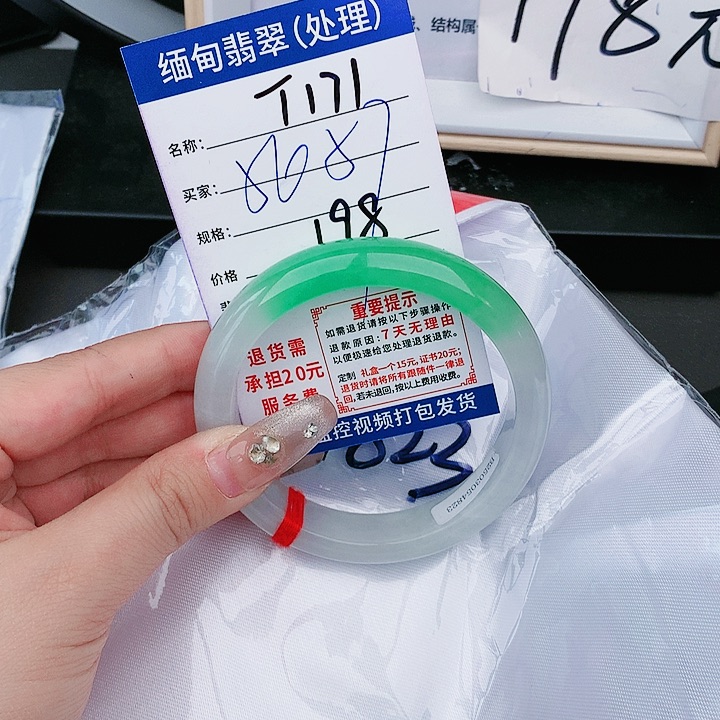 缅甸翡翠(处理)
T171
名称:
8687
买家:
规格:
198
价格
重要提示
如需退货请按以下步骤操作
退款原因:7天无理由
以便极速给您处理退货退款。
定制 礼盒一个15元,证书20元;
退货时请将所有跟随件一律退
回,若未退回,按以上费用收费。
退货需
承担20元
服务费
监控视频打包发货
823